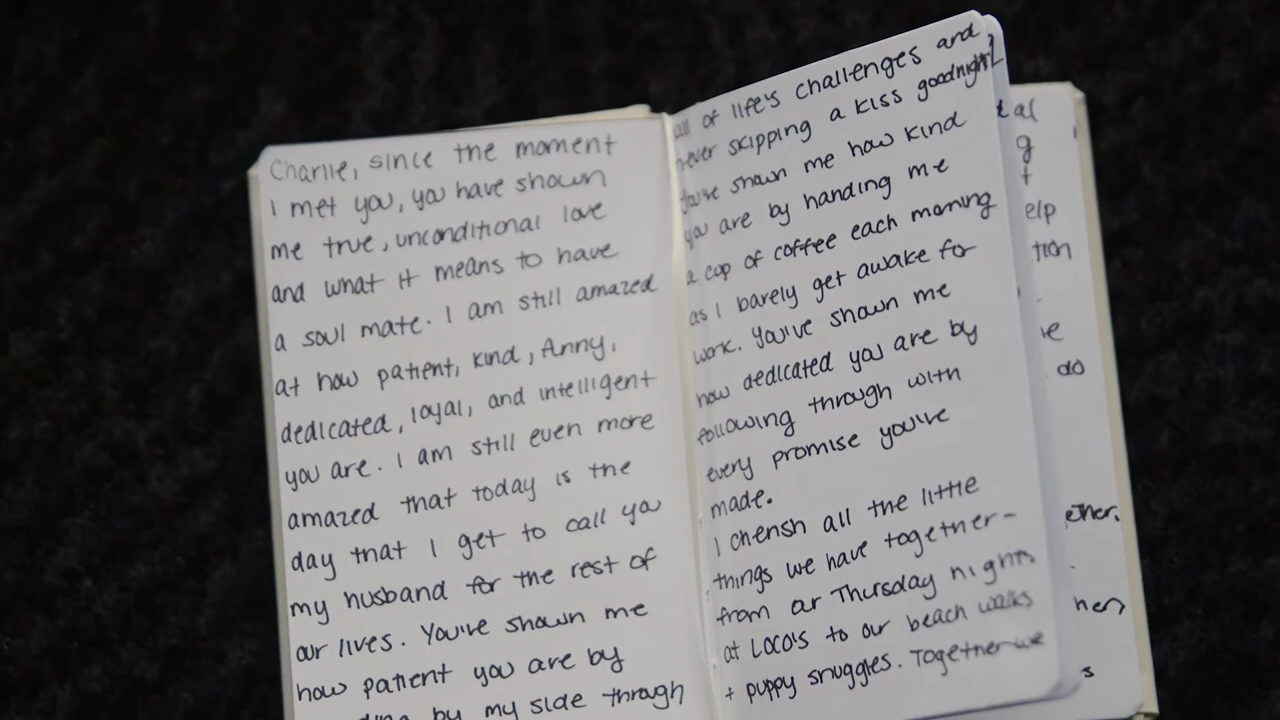 Charlie, since the moment
I met you, you have shown
me true, unconditional love
and what it means to have
a soul mate. I am still amazed
at how patient, kind, Anny,
dedicated, loyal, and intelligent
you are. I am still even more
amazed that today is the
day that I get to call you
my husband for the rest of
our lives. You've shown me
how patient you are by
by my side through
all of life's challenges and
never skipping a kiss goodnight
you've shown me how kind
you are by handing me
a cup of coffee each morning
as I barely get awake for
work. You've shown me
how dedicated you are by
following through with
every promise you've
made.
I cherish all the little
things we have together-
from our Thursday nights
at Loco's to our beach walks
+ puppy snuggles. Together we
al
g
t
elp
tion
e
do
ether.
hen
s